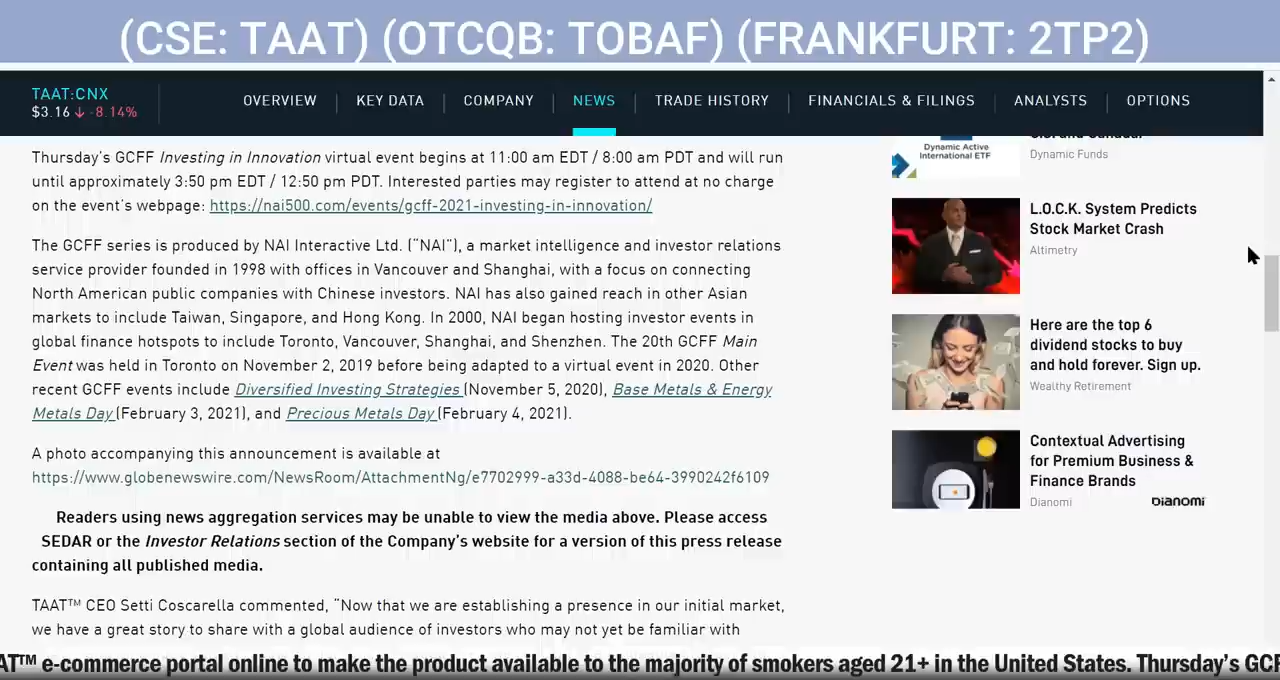 (CSE: TAAT) (OTCQB: TOBAF) (FRANKFURT: 2TP2)
TAAT:CNX
$3.16 -8.14%
OVERVIEW
KEY DATA
COMPANY
NEWS
TRADE HISTORY
FINANCIALS & FILINGS
ANALYSTS
OPTIONS
Thursday's GCFF Investing in Innovation virtual event begins at 11:00 am EDT / 8:00 am PDT and will run
until approximately 3:50 pm EDT / 12:50 pm PDT. Interested parties may register to attend at no charge
on the event's webpage: https://nai500.com/events/gcff-2021-investing-in-innovation/
The GCFF series is produced by NAI Interactive Ltd. ("NAI"), a market intelligence and investor relations
service provider founded in 1998 with offices in Vancouver and Shanghai, with a focus on connecting
North American public companies with Chinese investors. NAI has also gained reach in other Asian
markets to include Taiwan, Singapore, and Hong Kong. In 2000, NAI began hosting investor events in
global finance hotspots to include Toronto, Vancouver, Shanghai, and Shenzhen. The 20th GCFF Main
Event was held in Toronto on November 2, 2019 before being adapted to a virtual event in 2020. Other
recent GCFF events include Diversified Investing Strategies (November 5, 2020), Base Metals & Energy
Metals Day (February 3, 2021), and Precious Metals Day (February 4, 2021).
A photo accompanying this announcement is available at
https://www.globenewswire.com/NewsRoom/AttachmentNg/e7702999-a33d-4088-be64-3990242f6109
Readers using news aggregation services may be unable to view the media above. Please access
SEDAR or the Investor Relations section of the Company's website for a version of this press release
containing all published media.
TAAT™ CEO Setti Coscarella commented, "Now that we are establishing a presence in our initial market,
we have a great story to share with a global audience of investors who may not yet be familiar with
Dynamic Active
International ETF
Dynamic Funds
L.O.C.K. System Predicts
Stock Market Crash
Altimetry
Here are the top 6
dividend stocks to buy
and hold forever. Sign up.
Wealthy Retirement
Contextual Advertising
for Premium Business &
Finance Brands
Dianomi
DIANOMI
AT™ e-commerce portal online to make the product available to the majority of smokers aged 21+ in the United States. Thursday's GCF